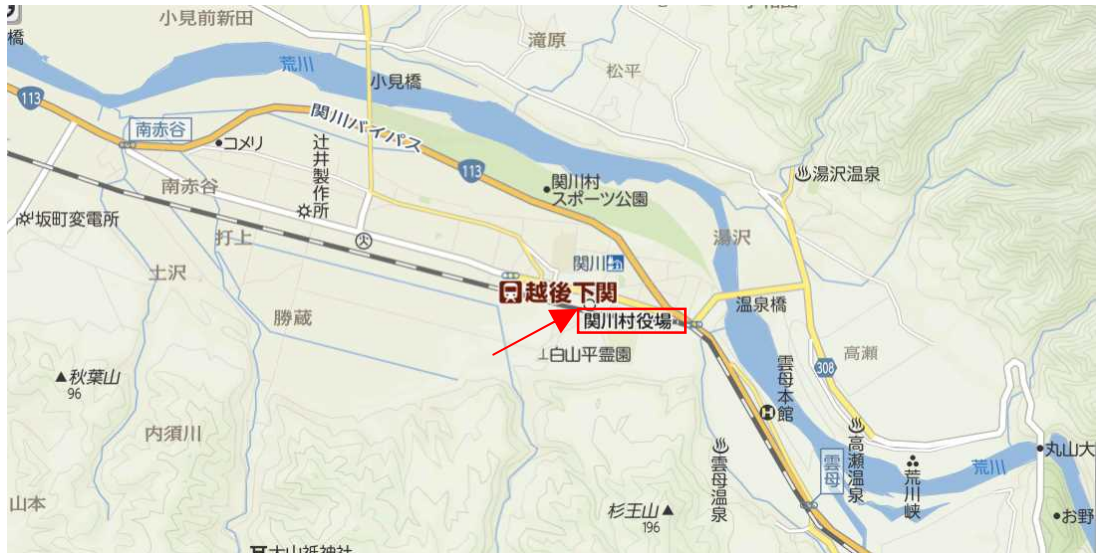 小見前新田
橋
荒川
滝原
松平
小見橋
113
関川バイパス
南赤谷
コメリ
辻井製作所
113
関川村
スポーツ公園
湯沢温泉
南赤谷
坂町変電所
打上
湯沢
土沢
関川
越後下関
温泉橋
勝蔵
関川村役場
白山平霊園
高瀬
308
秋葉山
96
雲母本館
内須川
雲母温泉
雲母
高瀬温泉
荒川峡
荒川
丸山大
山本
杉王山
196
お野
大山祇神社